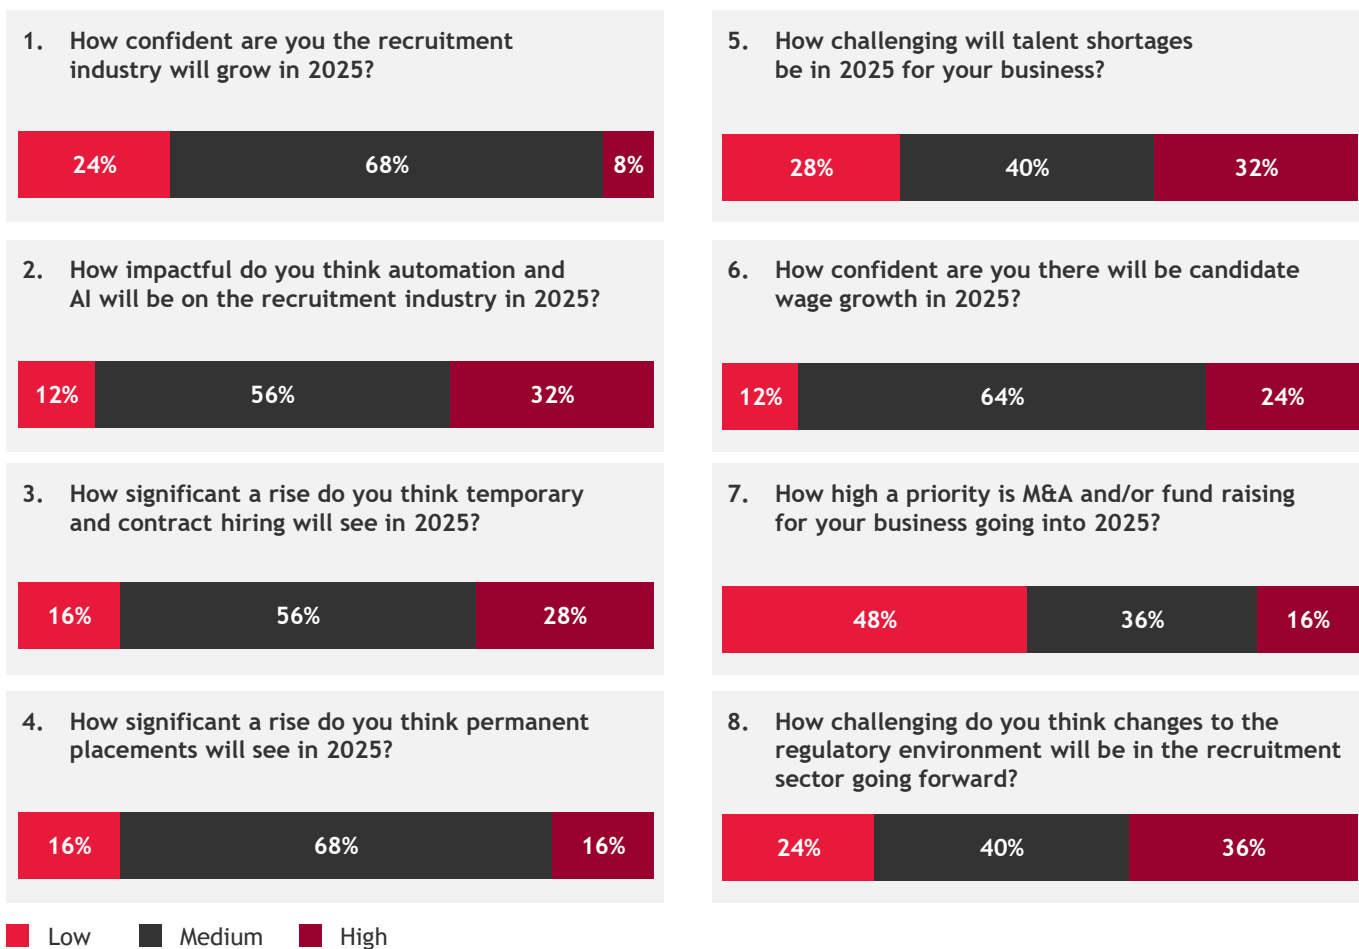 1. How confident are you the recruitment
industry will grow in 2025?
24% 68% 8%
2. How impactful do you think automation and
AI will be on the recruitment industry in 2025?
12% 56% 32%
3. How significant a rise do you think temporary
and contract hiring will see in 2025?
16% 56% 28%
4. How significant a rise do you think permanent
placements will see in 2025?
16% 68% 16%
5. How challenging will talent shortages
be in 2025 for your business?
28% 40% 32%
6. How confident are you there will be candidate
wage growth in 2025?
12% 64% 24%
7. How high a priority is M&A and/or fund raising
for your business going into 2025?
48% 36% 16%
8. How challenging do you think changes to the
regulatory environment will be in the recruitment
sector going forward?
24% 40% 36%
Low Medium High